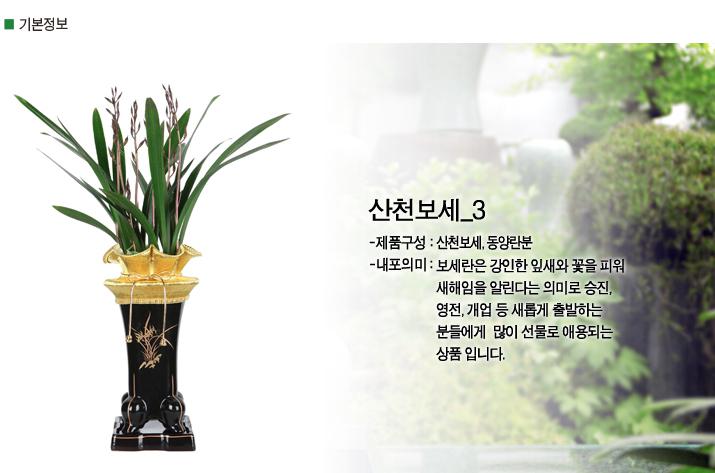 기본정보
산천보세_3
-제품구성 : 산천보세, 동양란분
-내포의미 : 보세란은 강인한 잎새와 꽃을 피워
새해임을 알린다는 의미로 승진,
영전, 개업 등 새롭게 출발하는
분들에게 많이 선물로 애용되는
상품 입니다.